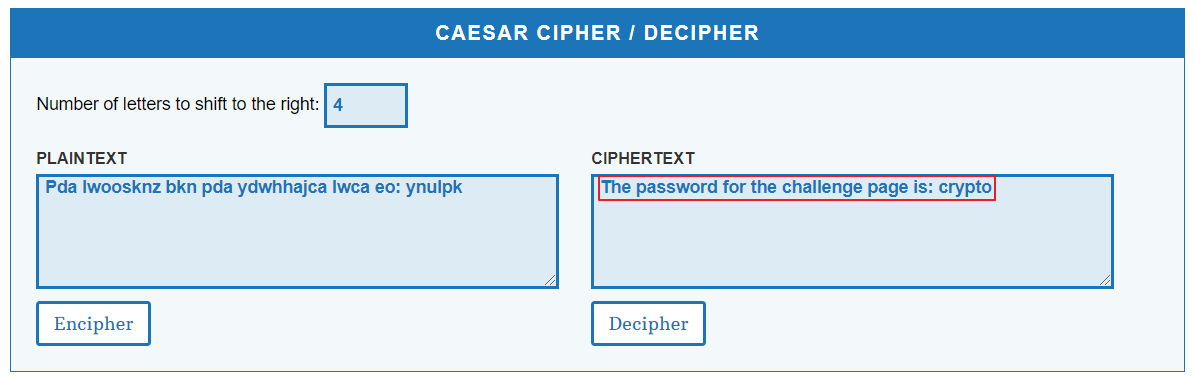 CAESAR CIPHER / DECIPHER
Number of letters to shift to the right: 4
PLAINTEXT
Pda lwoosknz bkn pda ydwhhajca lwca eo: ynulpk
Encipher
CIPHERTEXT
The password for the challenge page is: crypto
Decipher